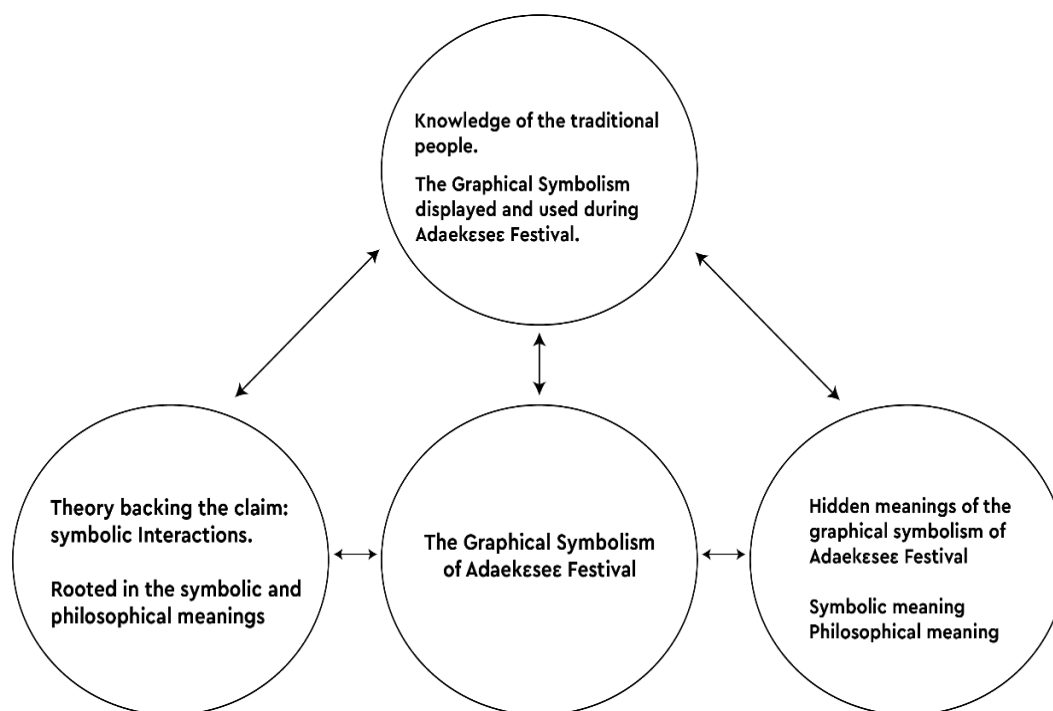 Knowledge of the traditional
people.
The Graphical Symbolism
displayed and used during
Adaekɛseɛ Festival.
Theory backing the claim:
symbolic Interactions.
Rooted in the symbolic and
philosophical meanings
The Graphical Symbolism
of Adaekɛseɛ Festival
Hidden meanings of the
graphical symbolism of
Adaekɛseɛ Festival
Symbolic meaning
Philosophical meaning